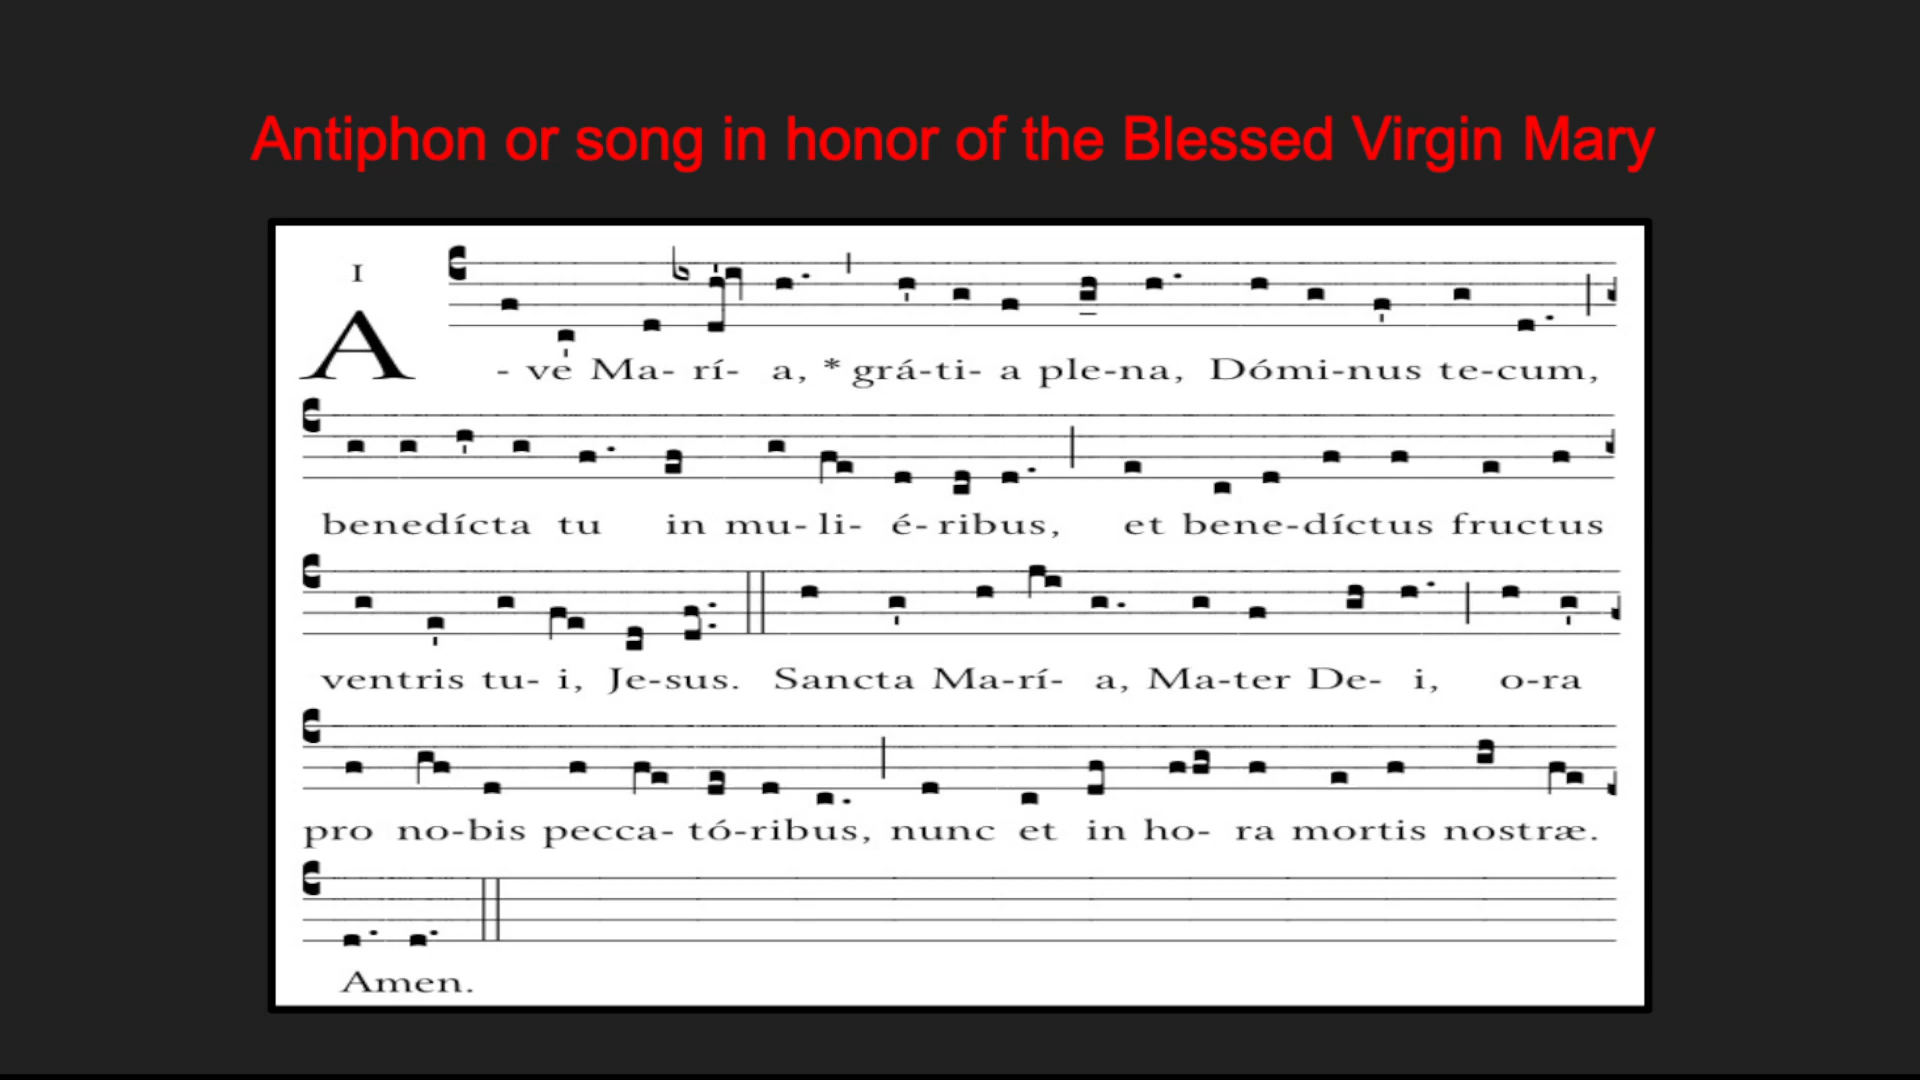 Antiphon or song in honor of the Blessed Virgin Mary
I
A - ve Ma- rí- a, * grá-ti- a ple-na, Dómi-nus te-cum,
benedícta tu in mu- li- é- ribus, et bene-díctus fructus
ventris tu- i, Je-sus. Sancta Ma-rí- a, Ma-ter De- i, o-ra
pro no-bis pecca- tó-ribus, nunc et in ho- ra mortis nostræ.
Amen.